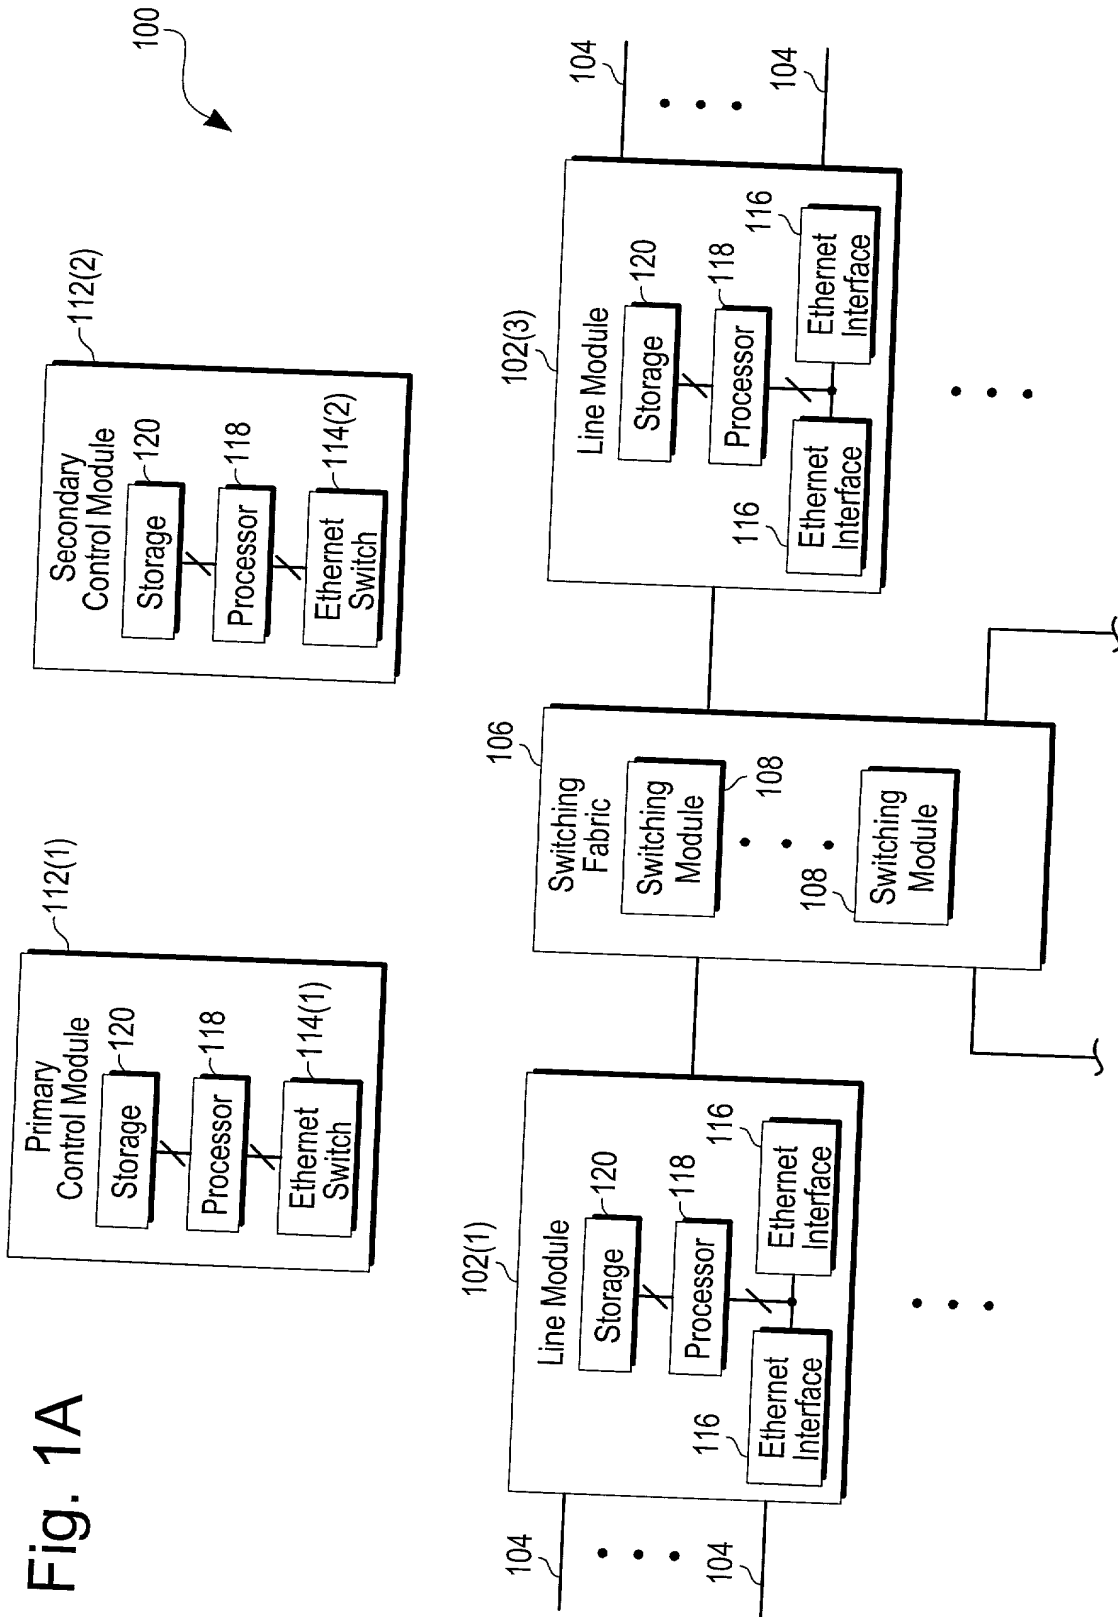 Fig. 1A
100
112(1)
Primary
Control Module
120
Storage
118
Processor
114(1)
Ethernet
Switch
112(2)
Secondary
Control Module
120
Storage
118
Processor
114(2)
Ethernet
Switch
102(1)
Line Module
120
Storage
118
Processor
116
Ethernet
Interface
116
Ethernet
Interface
104
104
106
Switching
Fabric
Switching
Module
108
108
Switching
Module
102(3)
Line Module
120
Storage
118
Processor
116
Ethernet
Interface
116
Ethernet
Interface
104
104